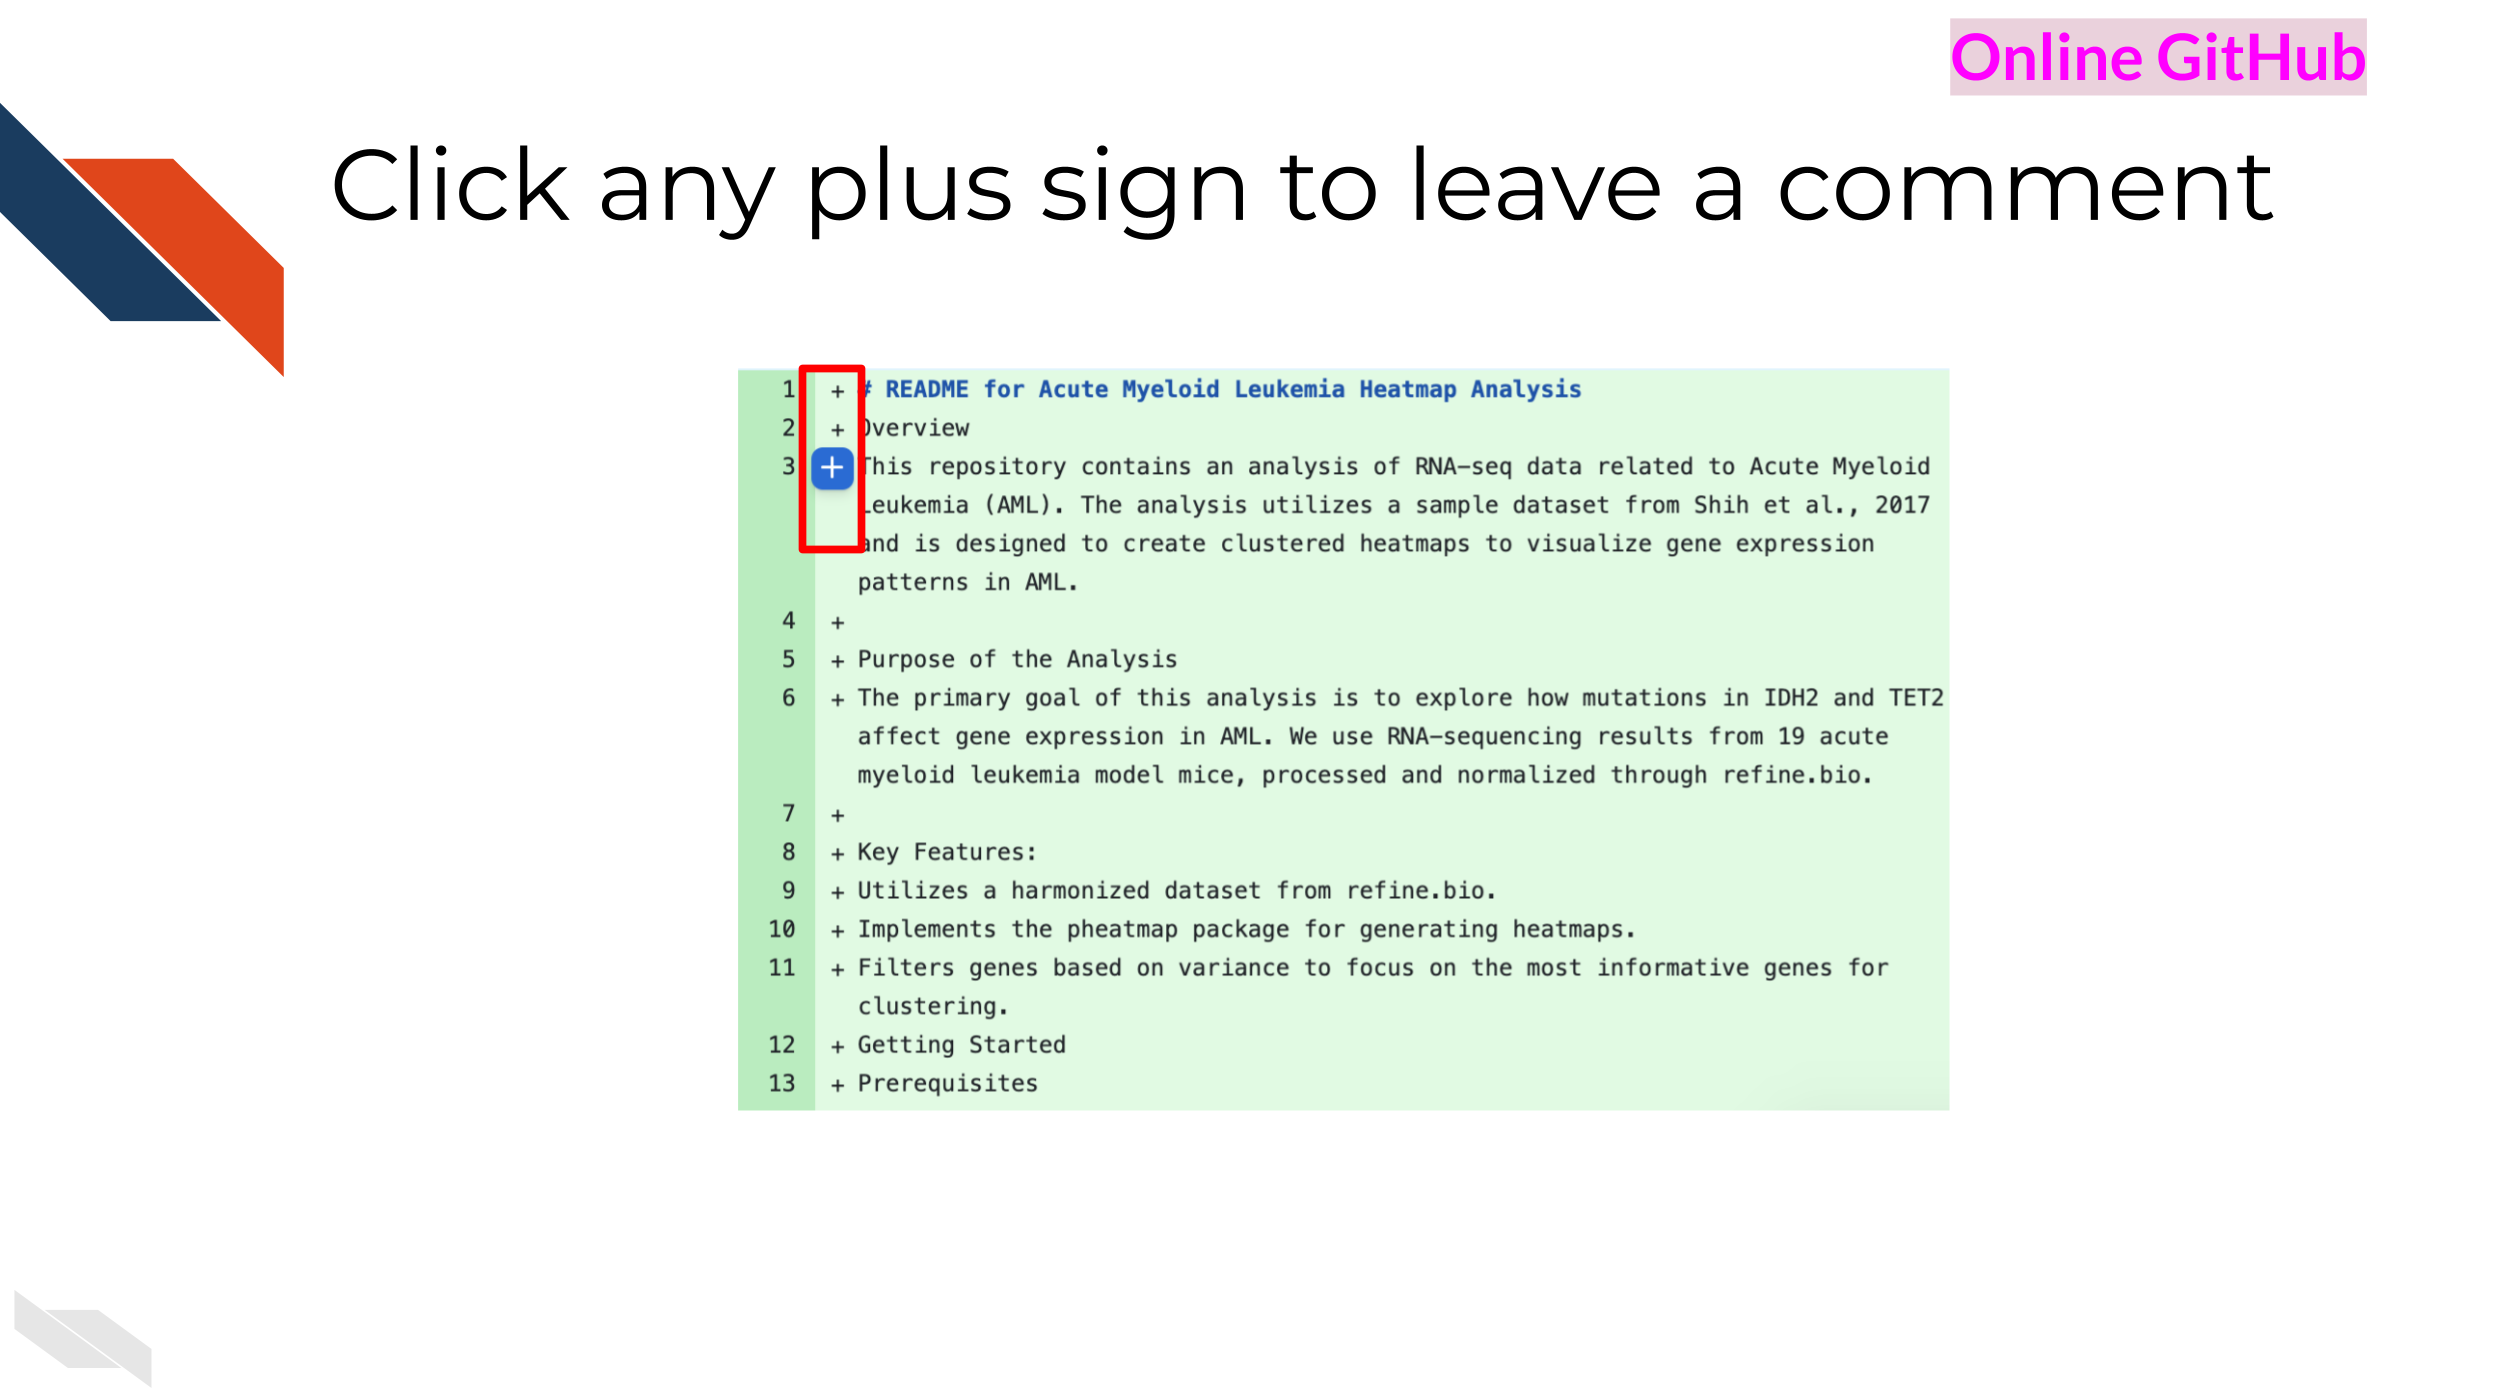 Online GitHub
Click any plus sign to leave a comment
1 + # README for Acute Myeloid Leukemia Heatmap Analysis
2 + Overview
3 + This repository contains an analysis of RNA-seq data related to Acute Myeloid
Leukemia (AML). The analysis utilizes a sample dataset from Shih et al., 2017
and is designed to create clustered heatmaps to visualize gene expression
patterns in AML.
4 +
5 + Purpose of the Analysis
6 + The primary goal of this analysis is to explore how mutations in IDH2 and TET2
affect gene expression in AML. We use RNA-sequencing results from 19 acute
myeloid leukemia model mice, processed and normalized through refine.bio.
7 +
8 + Key Features:
9 + Utilizes a harmonized dataset from refine.bio.
10 + Implements the pheatmap package for generating heatmaps.
11 + Filters genes based on variance to focus on the most informative genes for
clustering.
12 + Getting Started
13 + Prerequisites